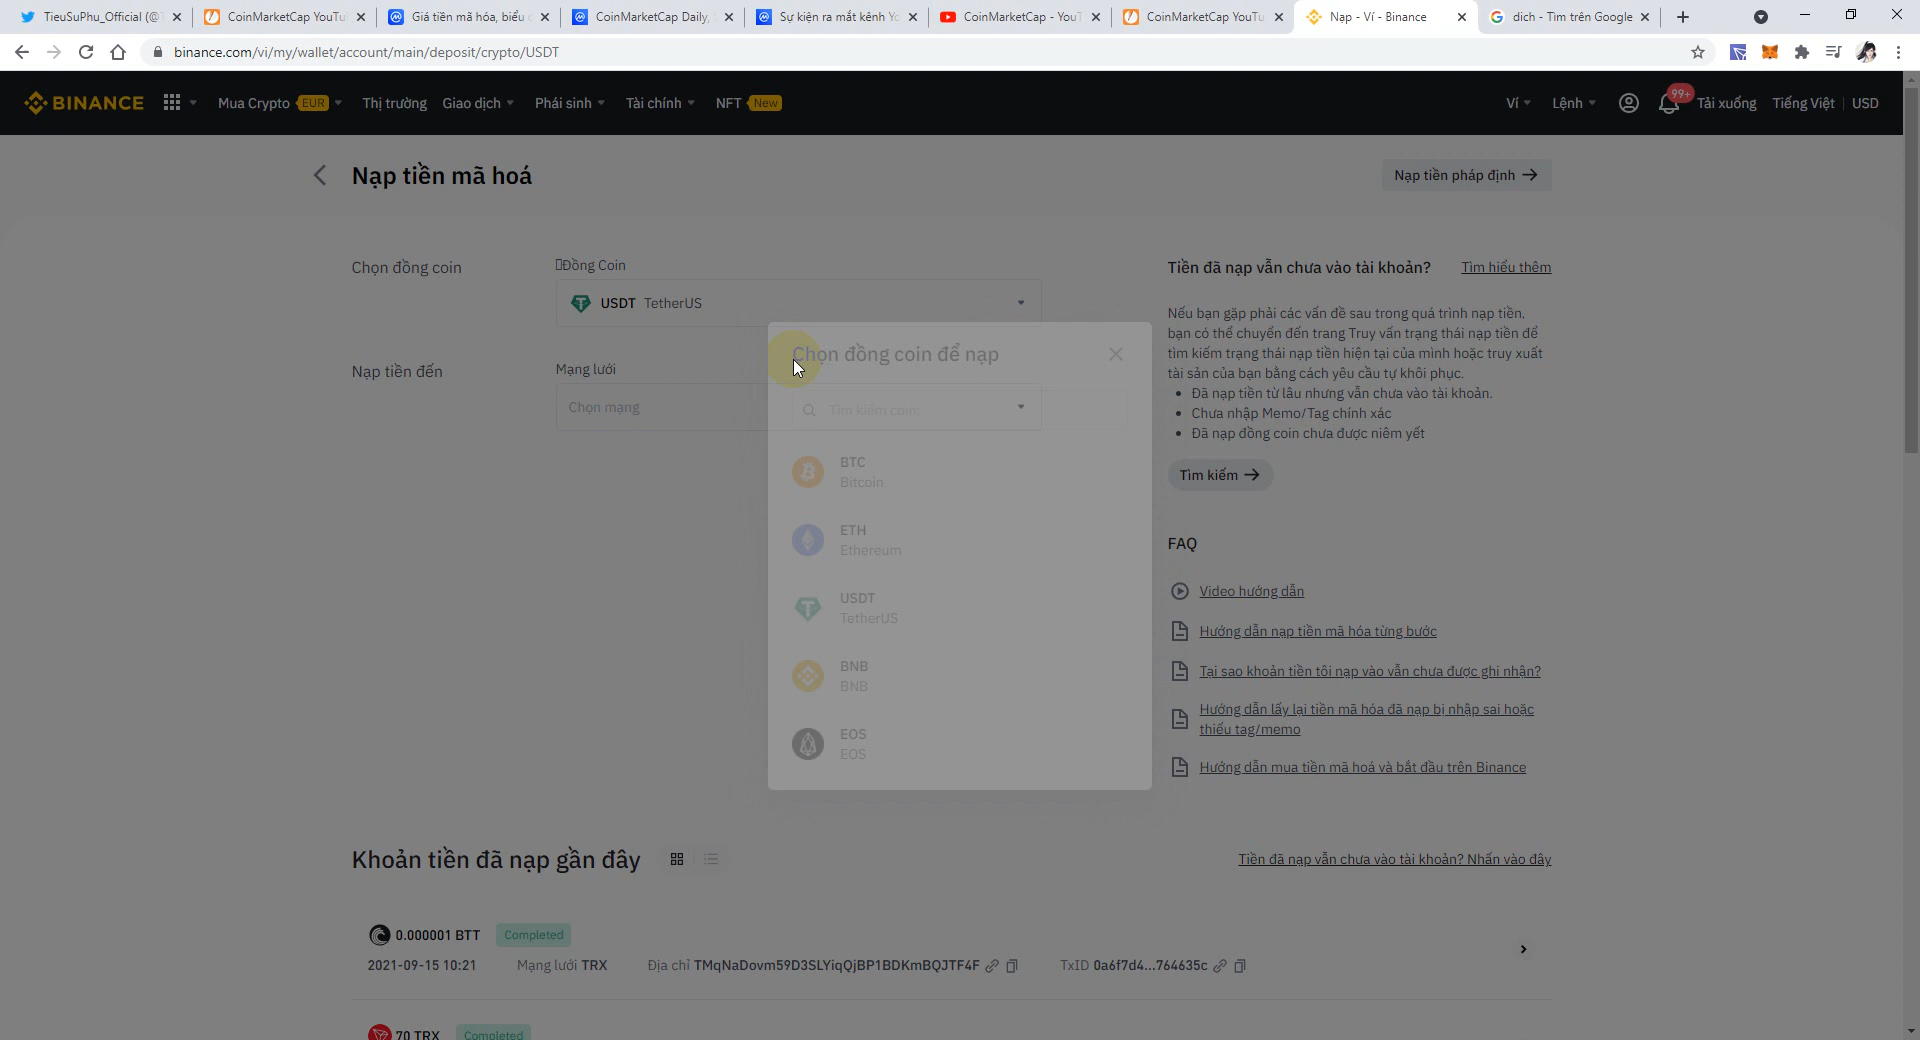 TieuSuPhu_Official (@
CoinMarketCap YouTu
Giá tiền mã hóa, biểu
CoinMarketCap Daily,
Sự kiện ra mắt kênh Yo
CoinMarketCap - YouT
CoinMarketCap YouTu
Nạp - Ví - Binance
dich - Tìm trên Google
binance.com/vi/my/wallet/account/main/deposit/crypto/USDT
BINANCE
Mua Crypto EUR
Thị trường
Giao dịch
Phái sinh
Tài chính
NFT New
Ví
Lệnh
99+
Tải xuống
Tiếng Việt
USD
Nạp tiền mã hoá
Nạp tiền pháp định
Chọn đồng coin
Đồng Coin
USDT TetherUS
Nạp tiền đến
Mạng lưới
Chọn mạng
Chọn đồng coin để nạp
Tìm kiếm coin
BTC
Bitcoin
ETH
Ethereum
USDT
TetherUS
BNB
BNB
EOS
EOS
Tiền đã nạp vẫn chưa vào tài khoản? Tìm hiểu thêm
Nếu bạn gặp phải các vấn đề sau trong quá trình nạp tiền,
bạn có thể chuyển đến trang Truy vấn trạng thái nạp tiền để
tìm kiếm trạng thái nạp tiền hiện tại của mình hoặc truy xuất
tài sản của bạn bằng cách yêu cầu tự khôi phục.
• Đã nạp tiền từ lâu nhưng vẫn chưa vào tài khoản.
• Chưa nhập Memo/Tag chính xác
• Đã nạp đồng coin chưa được niêm yết
Tìm kiếm
FAQ
Video hướng dẫn
Hướng dẫn nạp tiền mã hóa từng bước
Tại sao khoản tiền tôi nạp vào vẫn chưa được ghi nhận?
Hướng dẫn lấy lại tiền mã hóa đã nạp bị nhập sai hoặc
thiếu tag/memo
Hướng dẫn mua tiền mã hoá và bắt đầu trên Binance
Khoản tiền đã nạp gần đây
Tiền đã nạp vẫn chưa vào tài khoản? Nhấn vào đây
0.000001 BTT Completed
2021-09-15 10:21 Mạng lưới TRX Địa chỉ TMqNaDovm59D3SLYiqQjBP1BDKmBQJTF4F TxID 0a6f7d4...764635c
70 TRX Completed